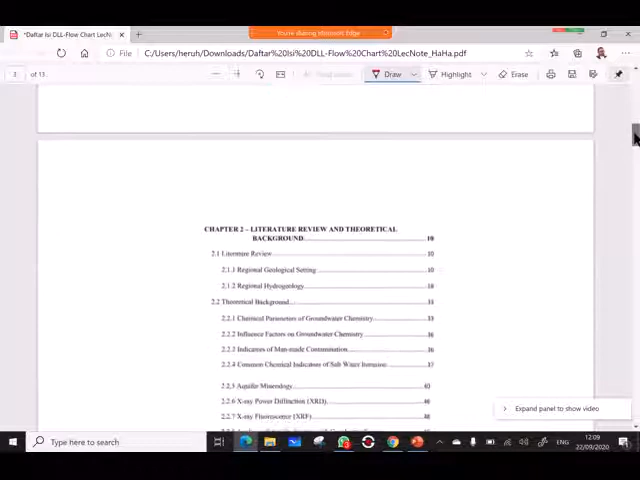 *Daftar Isi DLL-Flow Chart LecNote
You're sharing Microsoft Edge
File
C:/Users/heruh/Downloads/Daftar%20Isi%20DLL-Flow%20Chart%20LecNote_HaHa.pdf
3 of 13
Draw
Highlight
Erase
CHAPTER 2 – LITERATURE REVIEW AND THEORETICAL
BACKGROUND 10
2.1 Literature Review 10
2.1.1 Regional Geological Setting 10
2.1.2 Regional Hydrogeology
2.2 Theoretical Background
2.2.1 Chemical Parameters of Groundwater Chemistry
2.2.2 Influence Factors on Groundwater Chemistry
2.2.3 Indicators of Man-made Contamination
2.2.4 Common Chemical Indicators of Salt Water Intrusion
2.2.5 Aquifer Mineralogy
2.2.6 X-ray Power Diffraction (XRD)
2.2.7 X-ray Fluorescence (XRF)
Expand panel to show video
Type here to search
ENG
12:09
22/09/2020